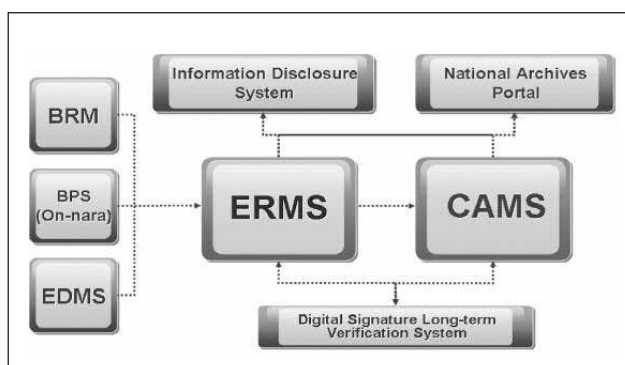 Information Disclosure
System
National Archives
Portal
BRM
BPS
(On-nara)
EDMS
ERMS
CAMS
Digital Signature Long-term
Verification System